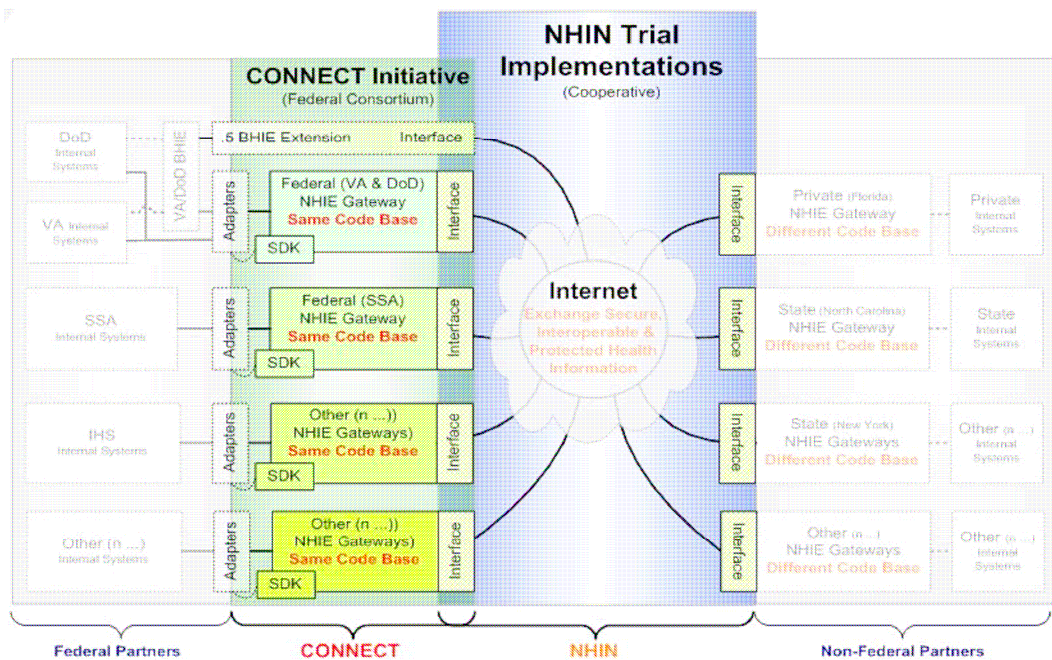 NHIN Trial
Implementations
(Cooperative)
CONNECT Initiative
(Federal Consortium)
DoD
Internal
Systems
VA/DoD BHIE
.5 BHIE Extension Interface
VA Internal
Systems
Adapters
Federal (VA & DoD)
NHIE Gateway
Same Code Base
SDK
Interface
Interface
Private (Florida)
NHIE Gateway
Different Code Base
Private
Internal
Systems
Internet
Exchange Secure,
Interoperable &
Protected Health
Information
SSA
Internal Systems
Adapters
Federal (SSA)
NHIE Gateway
Same Code Base
SDK
Interface
Interface
State (North Carolina)
NHIE Gateway
Different Code Base
State
Internal
Systems
IHS
Internal Systems
Adapters
Other (n ...))
NHIE Gateways)
Same Code Base
SDK
Interface
Interface
State (New York)
NHIE Gateways
Different Code Base
Other (n ...)
Internal
Systems
Other (n ...)
Internal Systems
Adapters
Other (n ...))
NHIE Gateways)
Same Code Base
SDK
Interface
Interface
Other (n ...)
NHIE Gateways
Different Code Base
Other (n ...)
Internal
Systems
Federal Partners
CONNECT
NHIN
Non-Federal Partners